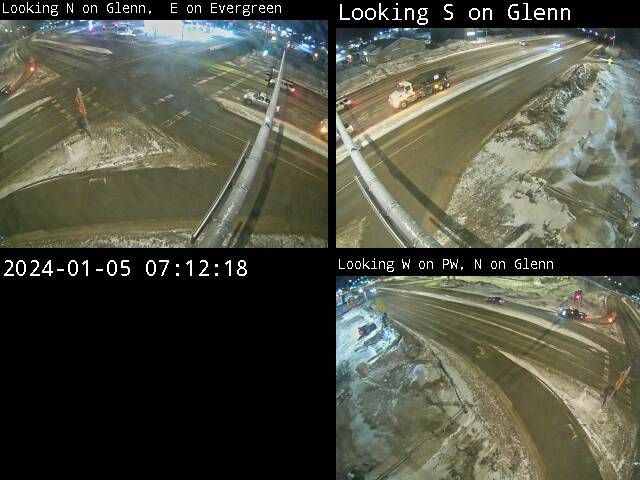 Looking N on Glenn, E on Evergreen
Looking S on Glenn
2024-01-05 07:12:18
Looking W on PW, N on Glenn